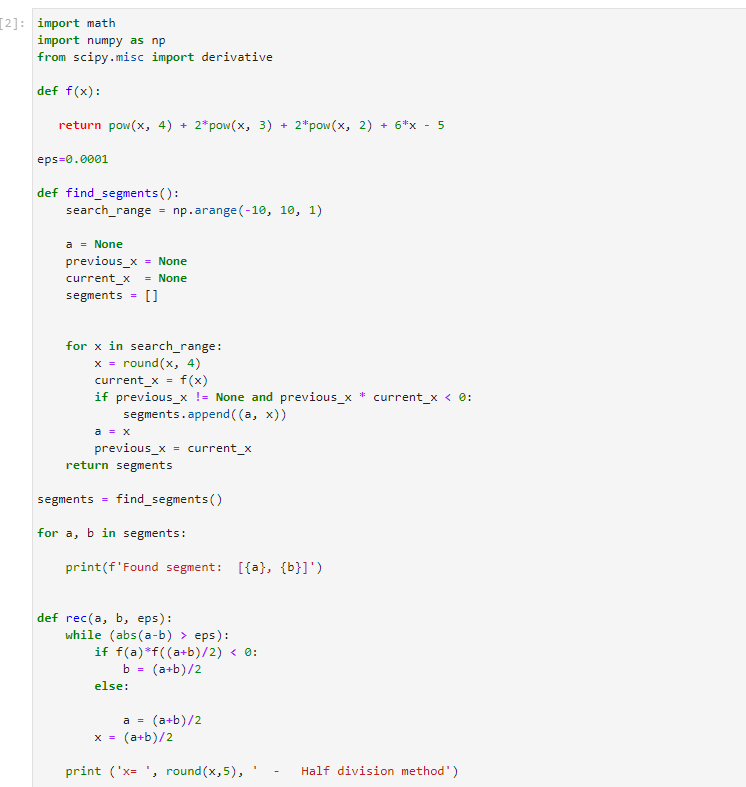 [2]: import math
import numpy as np
from scipy.misc import derivative
def f(x):
return pow(x, 4) + 2*pow(x, 3) + 2*pow(x, 2) + 6*x - 5
eps=0.0001
def find_segments():
search_range = np.arange(-10, 10, 1)
a = None
previous_x = None
current_x  = None
segments = []
for x in search_range:
x = round(x, 4)
current_x = f(x)
if previous_x != None and previous_x * current_x < 0:
segments.append((a, x))
a = x
previous_x = current_x
return segments
segments = find_segments()
for a, b in segments:
print(f'Found segment:  [{a}, {b}]')
def rec(a, b, eps):
while (abs(a-b) > eps):
if f(a)*f((a+b)/2) < 0:
b = (a+b)/2
else:
a = (a+b)/2
x = (a+b)/2
print ('x= ', round(x,5), '  -   Half division method')